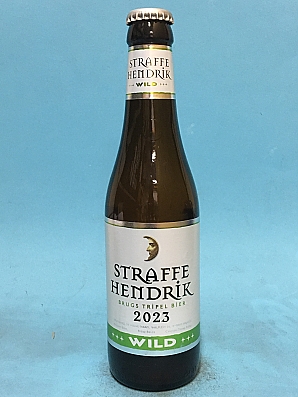 STRAFFE
HENDRIK
WILD
STRAFFE
HENDRIK
BRUGS TRIPEL BIER
2023
+++ WILD +++